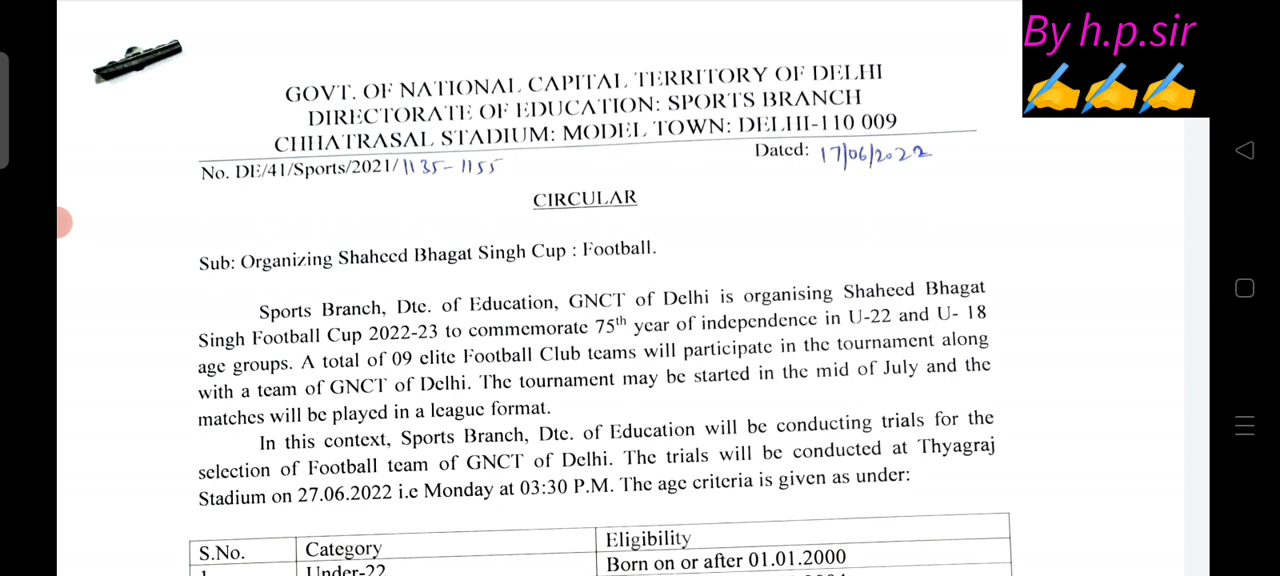 By h.p.sir
GOVT. OF NATIONAL CAPITAL TERRITORY OF DELHI
DIRECTORATE OF EDUCATION: SPORTS BRANCH
CHHATRASAL STADIUM: MODEL TOWN: DELHI-110 009
No. DE/41/Sports/2021/1135-1155 Dated: 17/06/2022
CIRCULAR
Sub: Organizing Shaheed Bhagat Singh Cup : Football.
Sports Branch, Dte. of Education, GNCT of Delhi is organising Shaheed Bhagat
Singh Football Cup 2022-23 to commemorate 75th year of independence in U-22 and U- 18
age groups. A total of 09 elite Football Club teams will participate in the tournament along
with a team of GNCT of Delhi. The tournament may be started in the mid of July and the
matches will be played in a league format.
In this context, Sports Branch, Dte. of Education will be conducting trials for the
selection of Football team of GNCT of Delhi. The trials will be conducted at Thyagraj
Stadium on 27.06.2022 i.e Monday at 03:30 P.M. The age criteria is given as under:
S.No. Category Eligibility
1 Under-22 Born on or after 01.01.2000